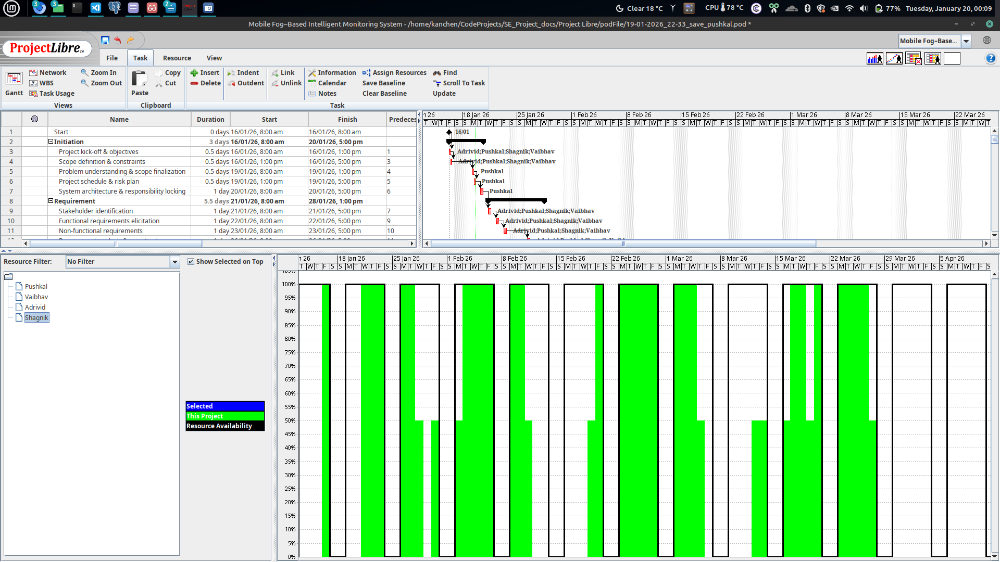 Clear 18 °C
CPU 78 °C
77%
Tuesday, January 20, 00:09
Mobile Fog–Based Intelligent Monitoring System - /home/kanchen/CodeProjects/SE_Project_docs/Project Libre/podFile/19-01-2026_22-33_save_pushkal.pod *
ProjectLibre™
Mobile Fog–Base...
File Task Resource View
Gantt
Network
WBS
Task Usage
Zoom In
Zoom Out
Views
Paste
Copy
Cut
Clipboard
Insert
Delete
Indent
Outdent
Link
Unlink
Information
Calendar
Notes
Assign Resources
Save Baseline
Clear Baseline
Find
Scroll To Task
Update
Task
Name Duration Start Finish Predeces
1 Start 0 days 16/01/26, 8:00 am 16/01/26, 8:00 am
2 Initiation 3 days 16/01/26, 8:00 am 20/01/26, 5:00 pm
3 Project kick-off & objectives 0.5 days 16/01/26, 8:00 am 16/01/26, 1:00 pm 1
4 Scope definition & constraints 0.5 days 16/01/26, 1:00 pm 16/01/26, 5:00 pm 3
5 Problem understanding & scope finalization 0.5 days 19/01/26, 8:00 am 19/01/26, 1:00 pm 4
6 Project schedule & risk plan 0.5 days 19/01/26, 1:00 pm 19/01/26, 5:00 pm 5
7 System architecture & responsibility locking 1 day 20/01/26, 8:00 am 20/01/26, 5:00 pm 6
8 Requirement 5.5 days 21/01/26, 8:00 am 28/01/26, 1:00 pm
9 Stakeholder identification 1 day 21/01/26, 8:00 am 21/01/26, 5:00 pm 7
10 Functional requirements elicitation 1 day 22/01/26, 8:00 am 22/01/26, 5:00 pm 9
11 Non-functional requirements 1 day 23/01/26, 8:00 am 23/01/26, 5:00 pm 10
26 18 Jan 26 25 Jan 26 1 Feb 26 8 Feb 26 15 Feb 26 22 Feb 26 1 Mar 26 8 Mar 26 15 Mar 26 22 Mar 26
T W T F S S M T W T F S S M T W T F S S M T W T F S S M T W T F S S M T W T F S S M T W T F S S M T W T F S S M T W T F S S M T W T F S S M T W T F S S M T W T
16/01
Adrivid;Pushkal;Shagnik;Vaibhav
Adrivid;Pushkal;Shagnik;Vaibhav
Pushkal
Pushkal
Pushkal
Adrivid;Pushkal;Shagnik;Vaibhav
Adrivid;Pushkal;Shagnik;Vaibhav
Adrivid;Pushkal;Shagnik;Vaibhav
Resource Filter: No Filter Show Selected on Top
Pushkal
Vaibhav
Adrivid
Shagnik
Selected
This Project
Resource Availability
26 18 Jan 26 25 Jan 26 1 Feb 26 8 Feb 26 15 Feb 26 22 Feb 26 1 Mar 26 8 Mar 26 15 Mar 26 22 Mar 26 29 Mar 26 5 Apr 26
T W T F S S M T W T F S S M T W T F S S M T W T F S S M T W T F S S M T W T F S S M T W T F S S M T W T F S S M T W T F S S M T W T F S S M T W T F S S M T W T F S S M T W T F S S M T W T F S
100%
95%
90%
85%
80%
75%
70%
65%
60%
55%
50%
45%
40%
35%
30%
25%
20%
15%
10%
5%
0%